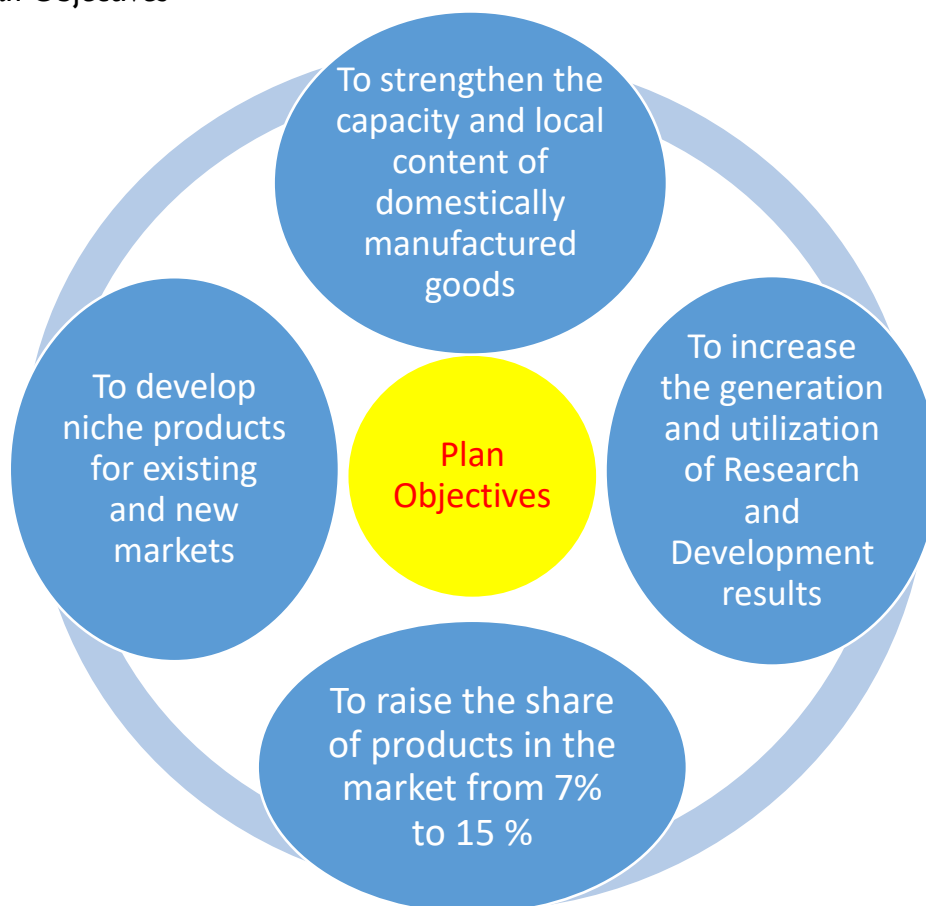 Objectives
To strengthen the
capacity and local
content of
domestically
manufactured
goods
To develop
niche products
for existing
and new
markets
Plan
Objectives
To increase
the generation
and utilization
of Research
and
Development
results
To raise the share
of products in the
market from 7%
to 15 %